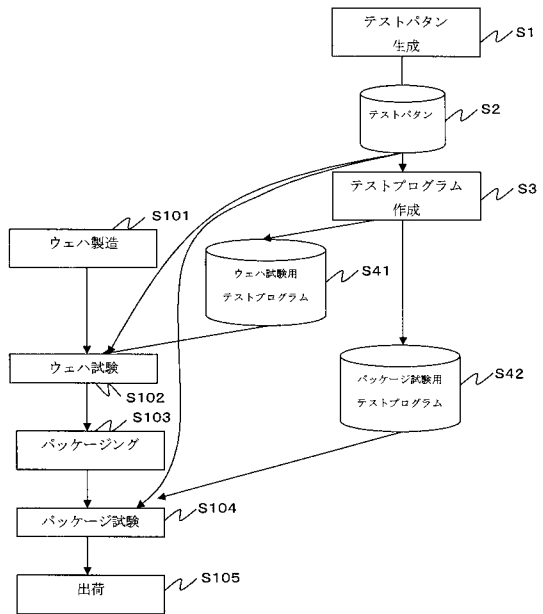 テストパタン
生成
S1
テストパタン
S2
テストプログラム
作成
S3
S101
ウェハ製造
ウェハ試験用
テストプログラム
S41
ウェハ試験
S102
パッケージ試験用
テストプログラム
S42
S103
パッケージング
パッケージ試験
S104
出荷
S105